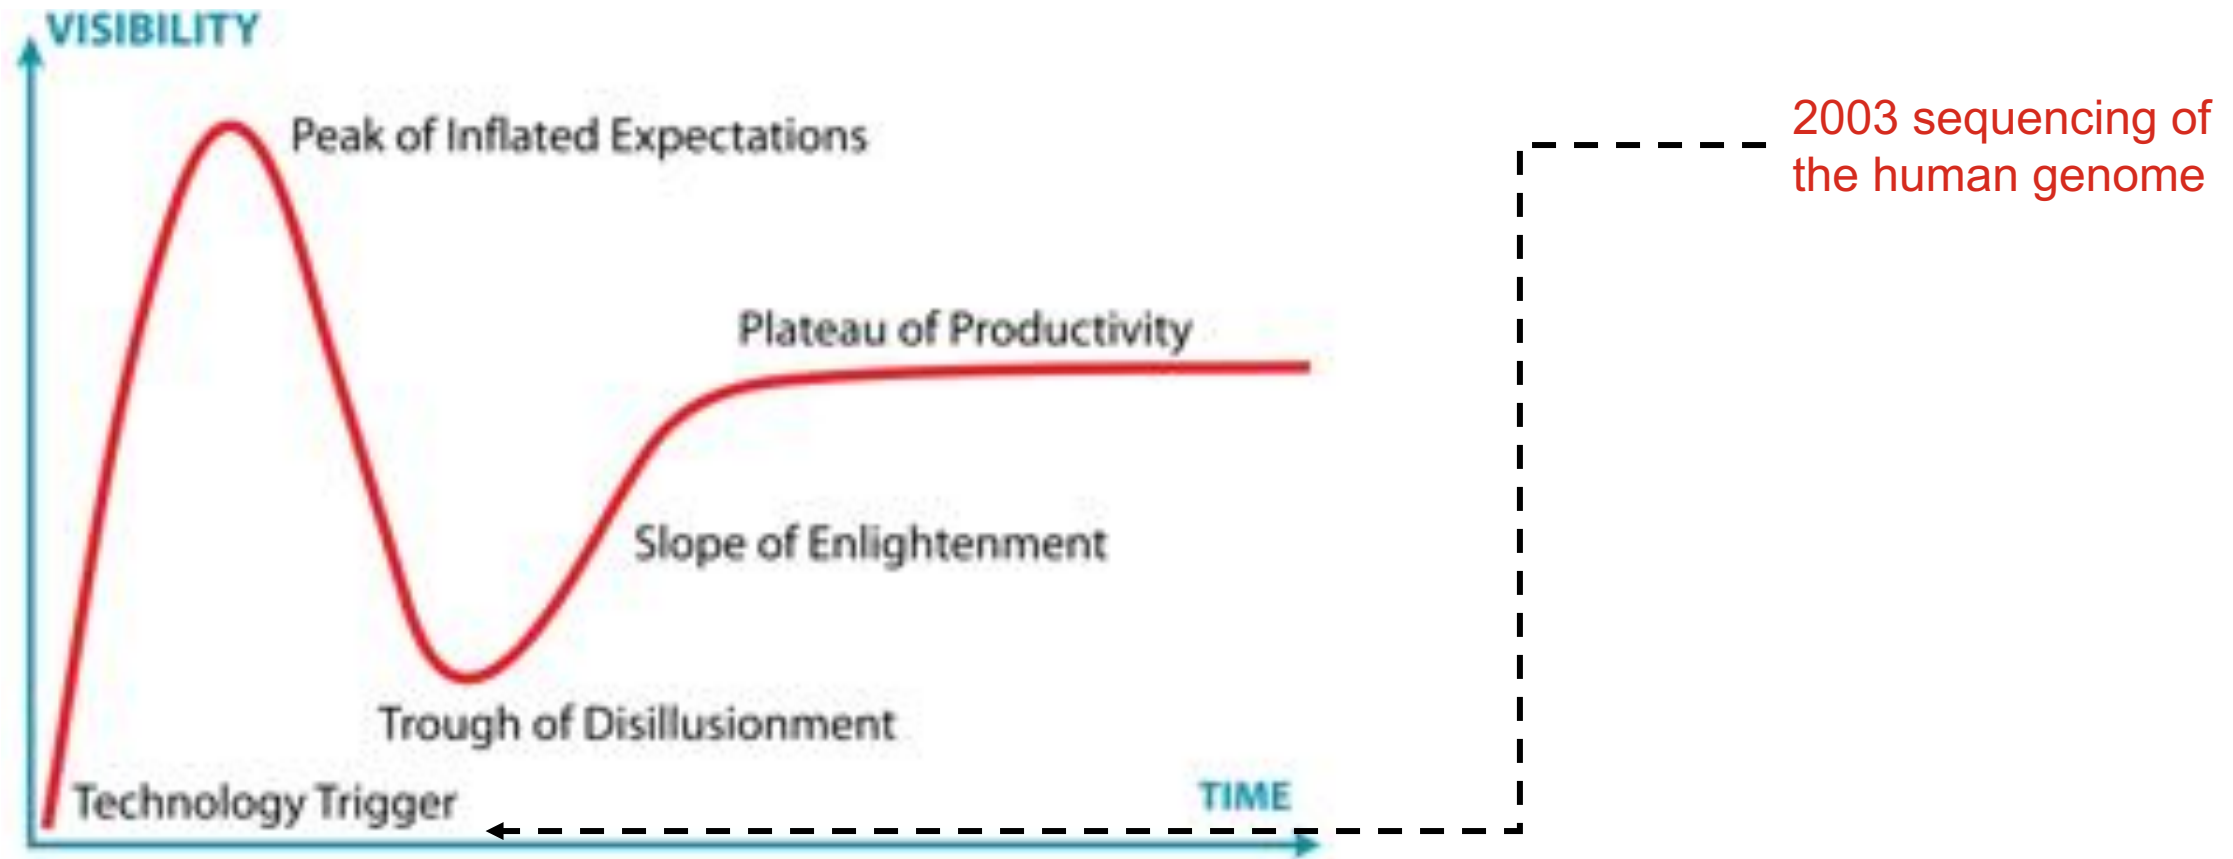 VISIBILITY
Peak of Inflated Expectations
2003 sequencing of
the human genome
Plateau of Productivity
Slope of Enlightenment
Trough of Disillusionment
Technology Trigger
TIME